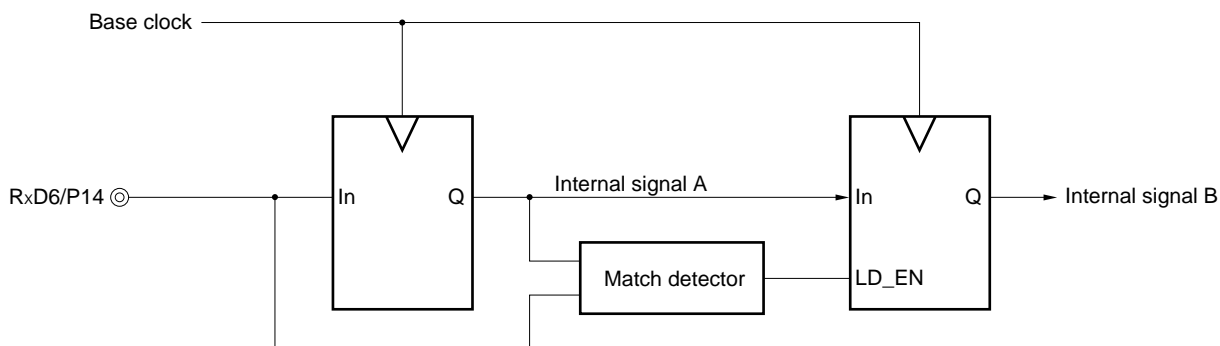 Base clock
RxD6/P14
In
Q
Internal signal A
In
Q
Internal signal B
Match detector
LD_EN